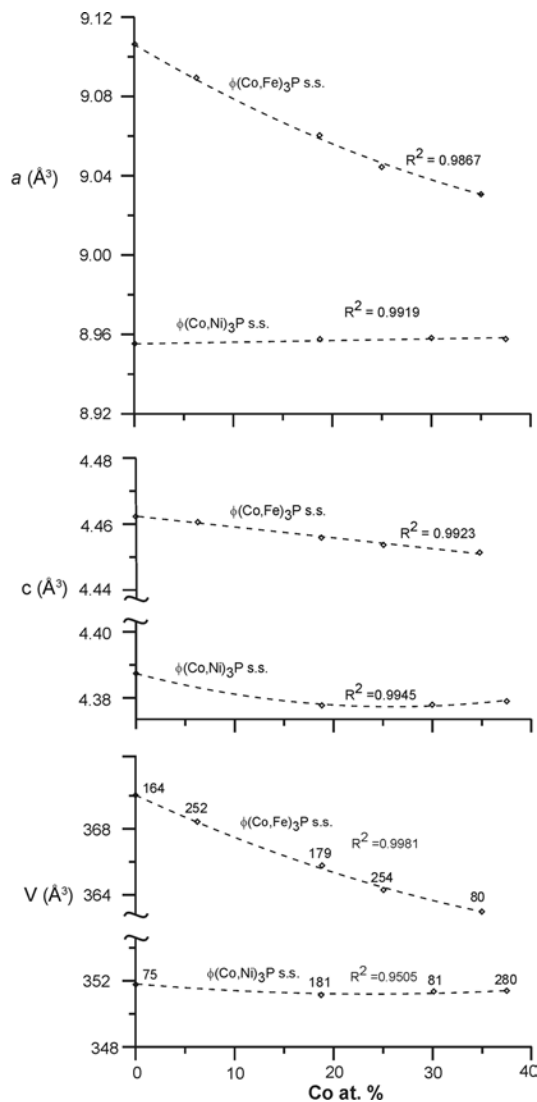 9.12
ϕ(Co,Fe)₃P s.s.
9.08
R² = 0.9867
a (Å³)
9.04
9.00
ϕ(Co,Ni)₃P s.s.
R² = 0.9919
8.96
8.92
4.48
ϕ(Co,Fe)₃P s.s.
4.46
R² = 0.9923
c (Å³)
4.44
4.40
ϕ(Co,Ni)₃P s.s.
R² = 0.9945
4.38
164
252
ϕ(Co,Fe)₃P s.s.
368
179
R² =0.9981
254
V (Å³)
364
80
352
75
ϕ(Co,Ni)₃P s.s.
181
R² = 0.9505
81
280
348
0 10 20 30 40
Co at. %